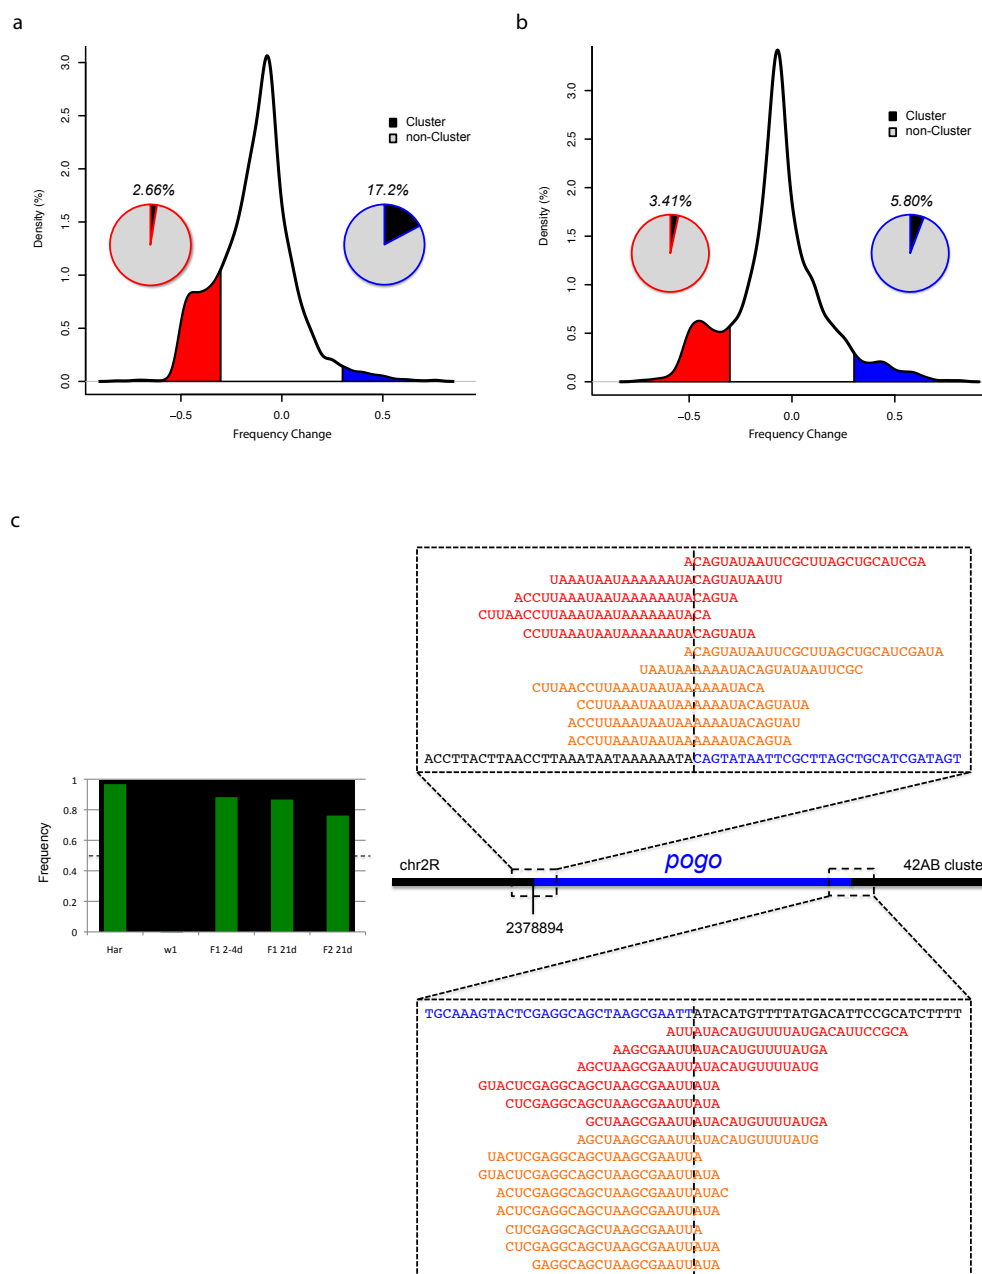 a
b
3.0
2.5
2.0
1.5
1.0
0.5
0.0
Density (%)
Cluster
non-Cluster
2.66%
17.2%
−0.5
0.0
0.5
Frequency Change
3.0
2.5
2.0
1.5
1.0
0.5
0.0
Density (%)
Cluster
non-Cluster
3.41%
5.80%
−0.5
0.0
0.5
Frequency Change
c
ACAGUAUAAUUCGCUUAGCUGCAUCGA
UAAAUAAUAAAAAAUACAGUAUAAUU
ACCUUAAAUAAUAAAAAAUACAGUA
CUUAACCUUAAAUAAUAAAAAAUACA
CCUUAAAUAAUAAAAAAUACAGUAUA
ACAGUAUAAUUCGCUUAGCUGCAUCGAUA
UAAUAAAAAAUACAGUAUAAUUCGC
CUUAACCUUAAAUAAUAAAAAAUACA
CCUUAAAUAAUAAAAAAUACAGUAUA
ACCUUAAAUAAUAAAAAAUACAGUAU
ACCUUAAAUAAUAAAAAAUACAGUA
ACCTTACTTAACCTTAAATAATAAAAAATACAGTATAATTCGCTTAGCTGCATCGATAGT
1
0.8
0.6
0.4
0.2
0
Frequency
Har
w1
F1 2-4d
F1 21d
F2 21d
chr2R
pogo
42AB cluster
2378894
TGCAAAGTACTCGAGGCAGCTAAGCGAATTATACATGTTTTATGACATTCCGCATCTTTT
AUUAUACAUGUUUUAUGACAUUCCGCA
AAGCGAAUUAUACAUGUUUUAUGA
AGCUAAGCGAAUUAUACAUGUUUUAUG
GUACUCGAGGCAGCUAAGCGAAUUAUA
CUCGAGGCAGCUAAGCGAAUUAUA
GCUAAGCGAAUUAUACAUGUUUUAUGA
AGCUAAGCGAAUUAUACAUGUUUUAUG
UACUCGAGGCAGCUAAGCGAAUUA
GUACUCGAGGCAGCUAAGCGAAUUAUA
ACUCGAGGCAGCUAAGCGAAUUAUAC
ACUCGAGGCAGCUAAGCGAAUUAUA
CUCGAGGCAGCUAAGCGAAUUA
CUCGAGGCAGCUAAGCGAAUUAUA
GAGGCAGCUAAGCGAAUUAUA